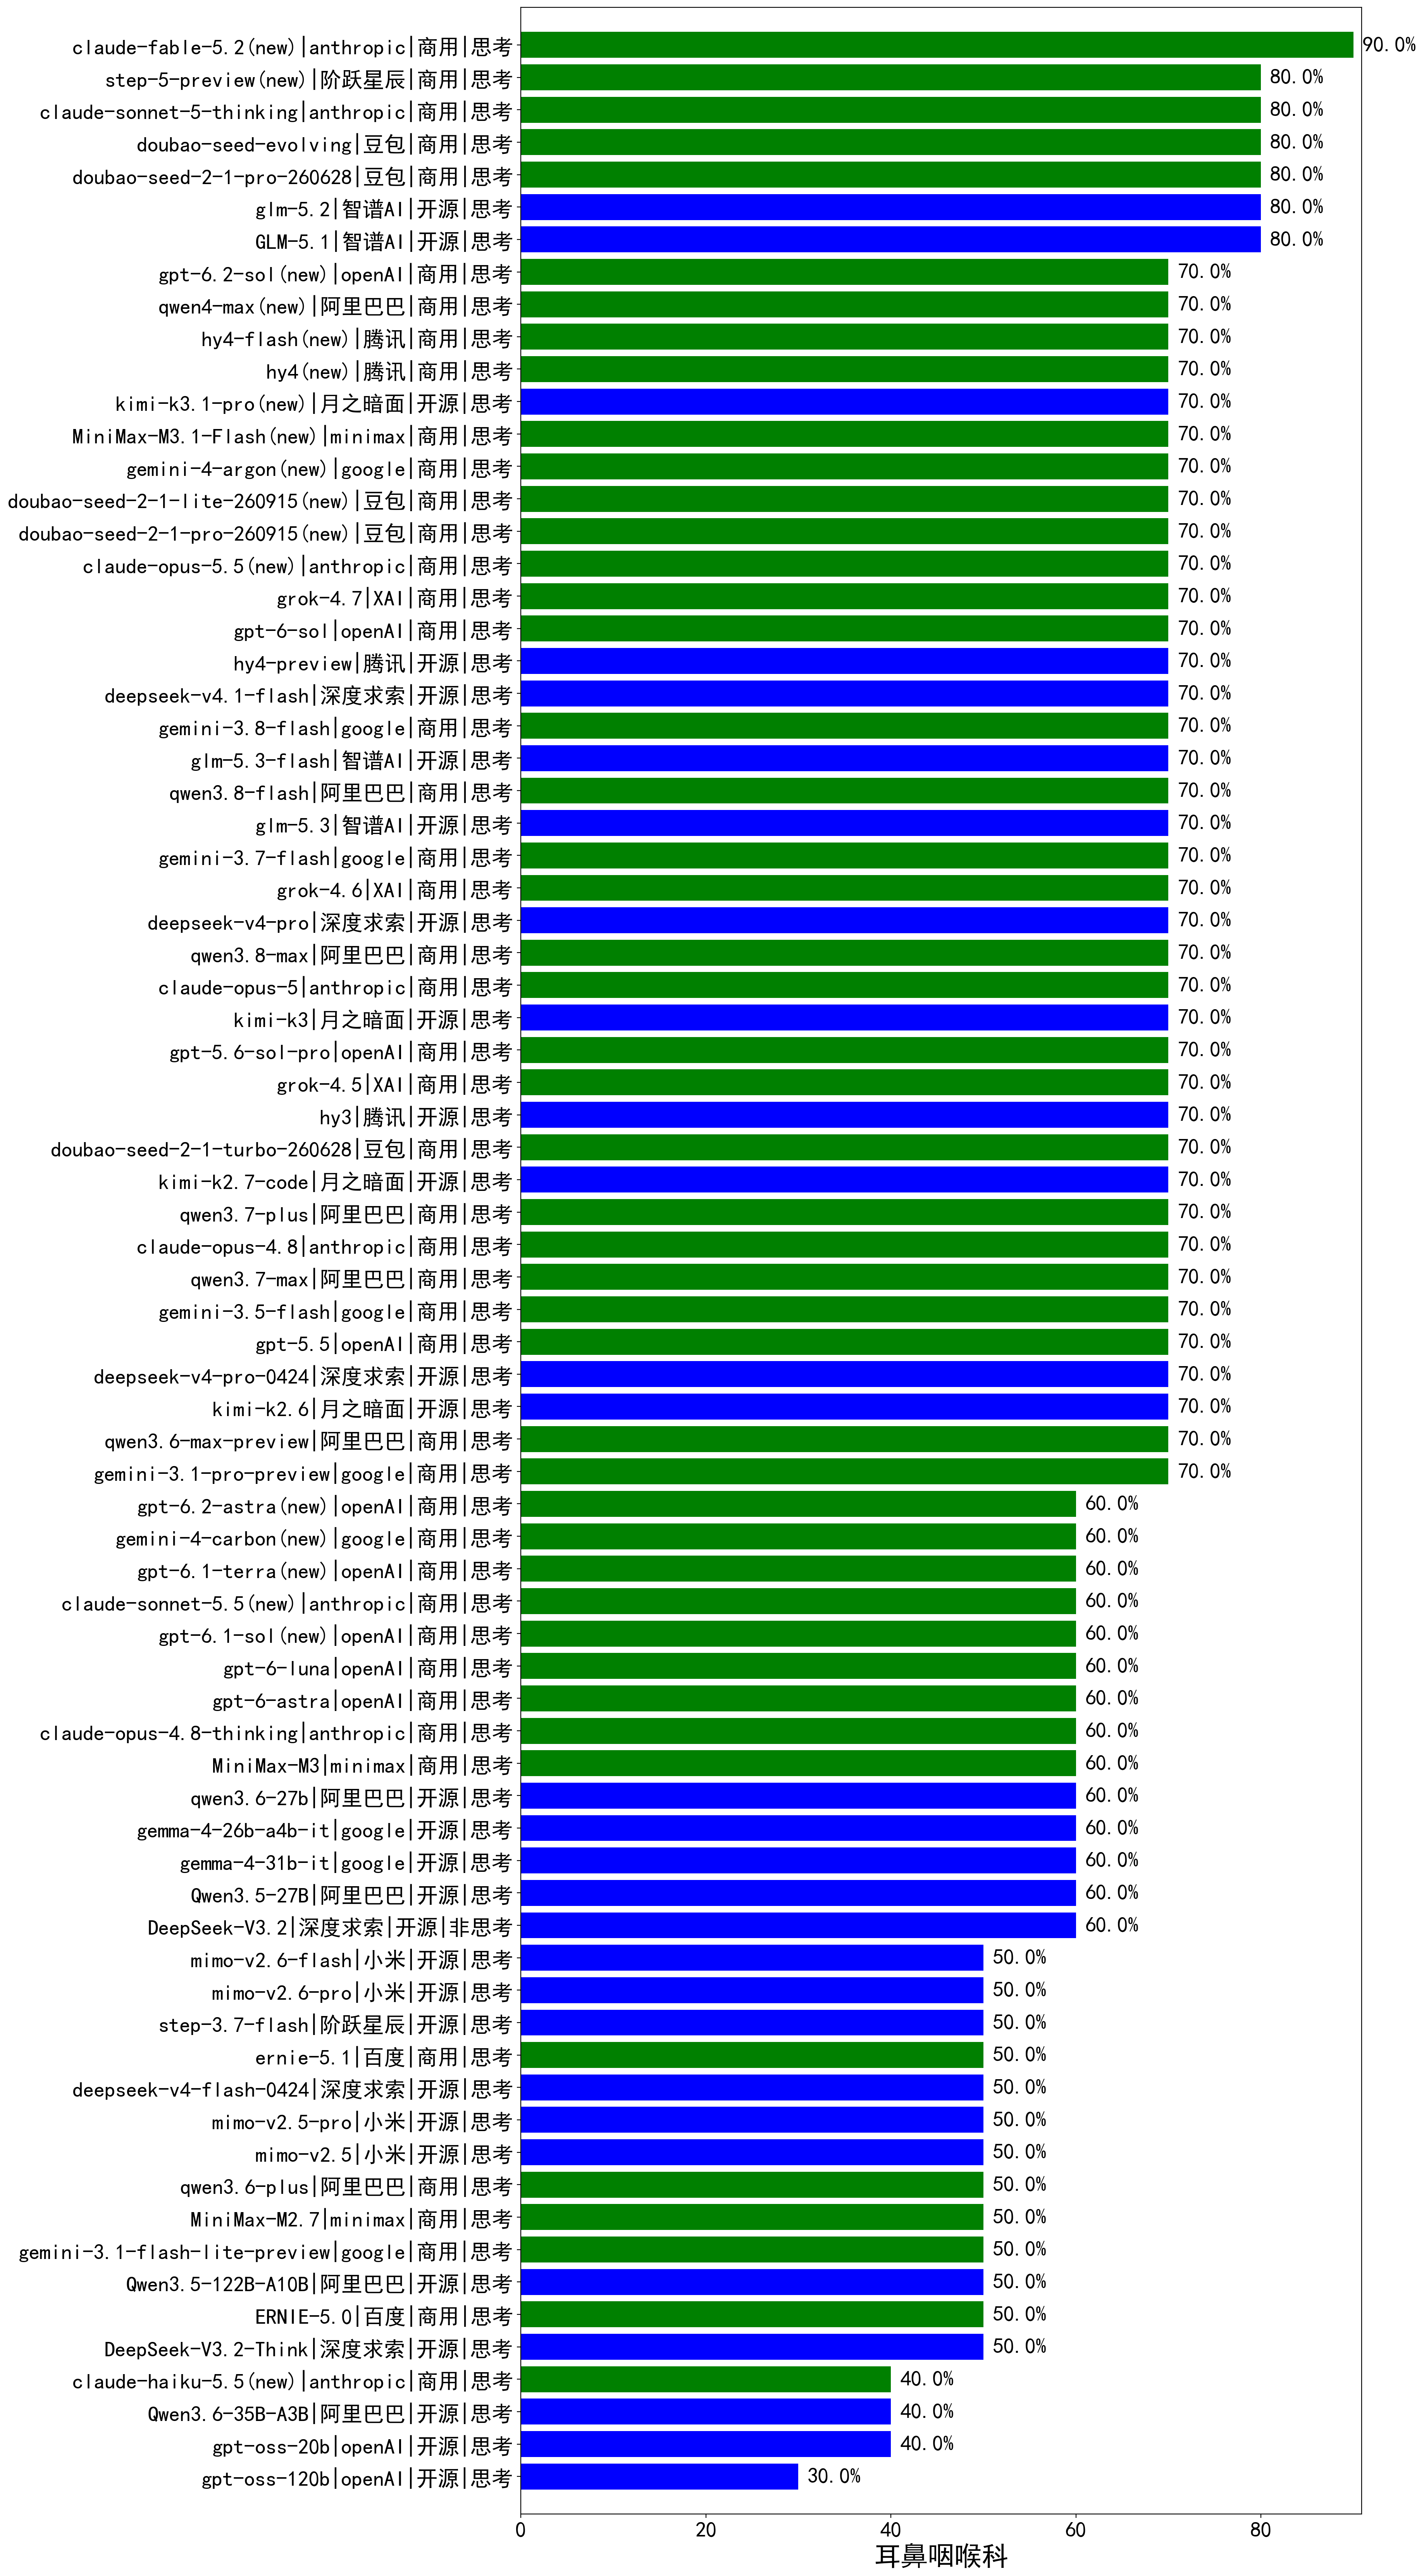 claude-fable-5.2(new)|anthropic|商用|思考 90.0%
step-5-preview(new)|阶跃星辰|商用|思考 80.0%
claude-sonnet-5-thinking|anthropic|商用|思考 80.0%
doubao-seed-evolving|豆包|商用|思考 80.0%
doubao-seed-2-1-pro-260628|豆包|商用|思考 80.0%
glm-5.2|智谱AI|开源|思考 80.0%
GLM-5.1|智谱AI|开源|思考 80.0%
gpt-6.2-sol(new)|openAI|商用|思考 70.0%
qwen4-max(new)|阿里巴巴|商用|思考 70.0%
hy4-flash(new)|腾讯|商用|思考 70.0%
hy4(new)|腾讯|商用|思考 70.0%
kimi-k3.1-pro(new)|月之暗面|开源|思考 70.0%
MiniMax-M3.1-Flash(new)|minimax|商用|思考 70.0%
gemini-4-argon(new)|google|商用|思考 70.0%
doubao-seed-2-1-lite-260915(new)|豆包|商用|思考 70.0%
doubao-seed-2-1-pro-260915(new)|豆包|商用|思考 70.0%
claude-opus-5.5(new)|anthropic|商用|思考 70.0%
grok-4.7|XAI|商用|思考 70.0%
gpt-6-sol|openAI|商用|思考 70.0%
hy4-preview|腾讯|开源|思考 70.0%
deepseek-v4.1-flash|深度求索|开源|思考 70.0%
gemini-3.8-flash|google|商用|思考 70.0%
glm-5.3-flash|智谱AI|开源|思考 70.0%
qwen3.8-flash|阿里巴巴|商用|思考 70.0%
glm-5.3|智谱AI|开源|思考 70.0%
gemini-3.7-flash|google|商用|思考 70.0%
grok-4.6|XAI|商用|思考 70.0%
deepseek-v4-pro|深度求索|开源|思考 70.0%
qwen3.8-max|阿里巴巴|商用|思考 70.0%
claude-opus-5|anthropic|商用|思考 70.0%
kimi-k3|月之暗面|开源|思考 70.0%
gpt-5.6-sol-pro|openAI|商用|思考 70.0%
grok-4.5|XAI|商用|思考 70.0%
hy3|腾讯|开源|思考 70.0%
doubao-seed-2-1-turbo-260628|豆包|商用|思考 70.0%
kimi-k2.7-code|月之暗面|开源|思考 70.0%
qwen3.7-plus|阿里巴巴|商用|思考 70.0%
claude-opus-4.8|anthropic|商用|思考 70.0%
qwen3.7-max|阿里巴巴|商用|思考 70.0%
gemini-3.5-flash|google|商用|思考 70.0%
gpt-5.5|openAI|商用|思考 70.0%
deepseek-v4-pro-0424|深度求索|开源|思考 70.0%
kimi-k2.6|月之暗面|开源|思考 70.0%
qwen3.6-max-preview|阿里巴巴|商用|思考 70.0%
gemini-3.1-pro-preview|google|商用|思考 70.0%
gpt-6.2-astra(new)|openAI|商用|思考 60.0%
gemini-4-carbon(new)|google|商用|思考 60.0%
gpt-6.1-terra(new)|openAI|商用|思考 60.0%
claude-sonnet-5.5(new)|anthropic|商用|思考 60.0%
gpt-6.1-sol(new)|openAI|商用|思考 60.0%
gpt-6-luna|openAI|商用|思考 60.0%
gpt-6-astra|openAI|商用|思考 60.0%
claude-opus-4.8-thinking|anthropic|商用|思考 60.0%
MiniMax-M3|minimax|商用|思考 60.0%
qwen3.6-27b|阿里巴巴|开源|思考 60.0%
gemma-4-26b-a4b-it|google|开源|思考 60.0%
gemma-4-31b-it|google|开源|思考 60.0%
Qwen3.5-27B|阿里巴巴|开源|思考 60.0%
DeepSeek-V3.2|深度求索|开源|非思考 60.0%
mimo-v2.6-flash|小米|开源|思考 50.0%
mimo-v2.6-pro|小米|开源|思考 50.0%
step-3.7-flash|阶跃星辰|开源|思考 50.0%
ernie-5.1|百度|商用|思考 50.0%
deepseek-v4-flash-0424|深度求索|开源|思考 50.0%
mimo-v2.5-pro|小米|开源|思考 50.0%
mimo-v2.5|小米|开源|思考 50.0%
qwen3.6-plus|阿里巴巴|商用|思考 50.0%
MiniMax-M2.7|minimax|商用|思考 50.0%
gemini-3.1-flash-lite-preview|google|商用|思考 50.0%
Qwen3.5-122B-A10B|阿里巴巴|开源|思考 50.0%
ERNIE-5.0|百度|商用|思考 50.0%
DeepSeek-V3.2-Think|深度求索|开源|思考 50.0%
claude-haiku-5.5(new)|anthropic|商用|思考 40.0%
Qwen3.6-35B-A3B|阿里巴巴|开源|思考 40.0%
gpt-oss-20b|openAI|开源|思考 40.0%
gpt-oss-120b|openAI|开源|思考 30.0%
0 20 40 60 80
耳鼻咽喉科